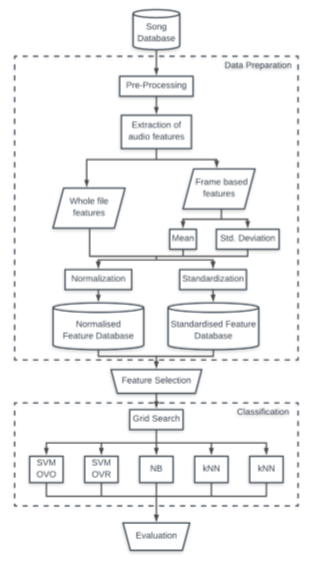 Song
Database
Data Preparation
Pre-Processing
Extraction of
audio features
Whole file
features
Frame based
features
Mean
Std. Deviation
Normalization
Standardization
Normalised
Feature Database
Standardised Feature
Database
Feature Selection
Classification
Grid Search
SVM
OVO
SVM
OVR
NB
kNN
kNN
Evaluation